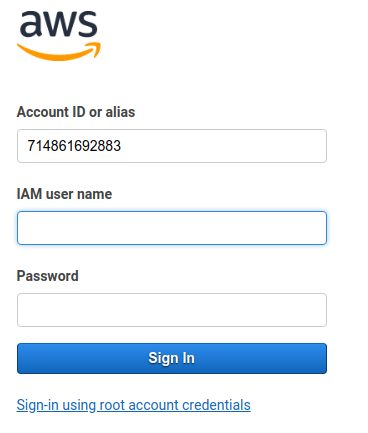 aws
Account ID or alias
714861692883
IAM user name
Password
Sign In
Sign-in using root account credentials